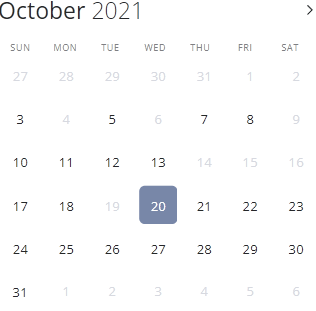 October 2021
SUN MON TUE WED THU FRI SAT
27 28 29 30 31 1 2
3 4 5 6 7 8 9
10 11 12 13 14 15 16
17 18 19 20 21 22 23
24 25 26 27 28 29 30
31 1 2 3 4 5 6